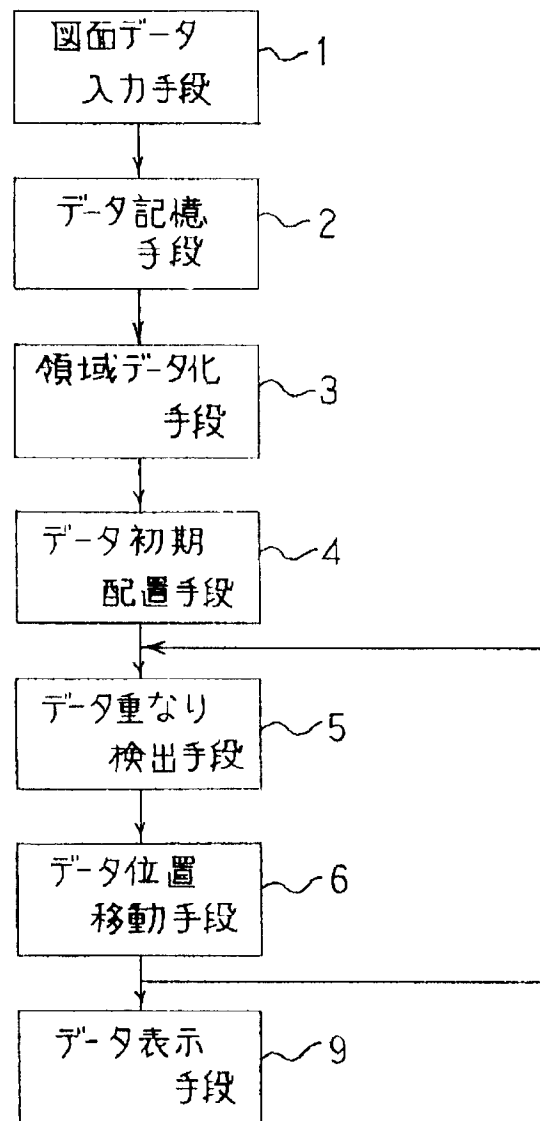 図面データ
入力手段
1
データ記憶
手段
2
領域データ化
手段
3
データ初期
配置手段
4
データ重なり
検出手段
5
データ位置
移動手段
6
データ表示
手段
9